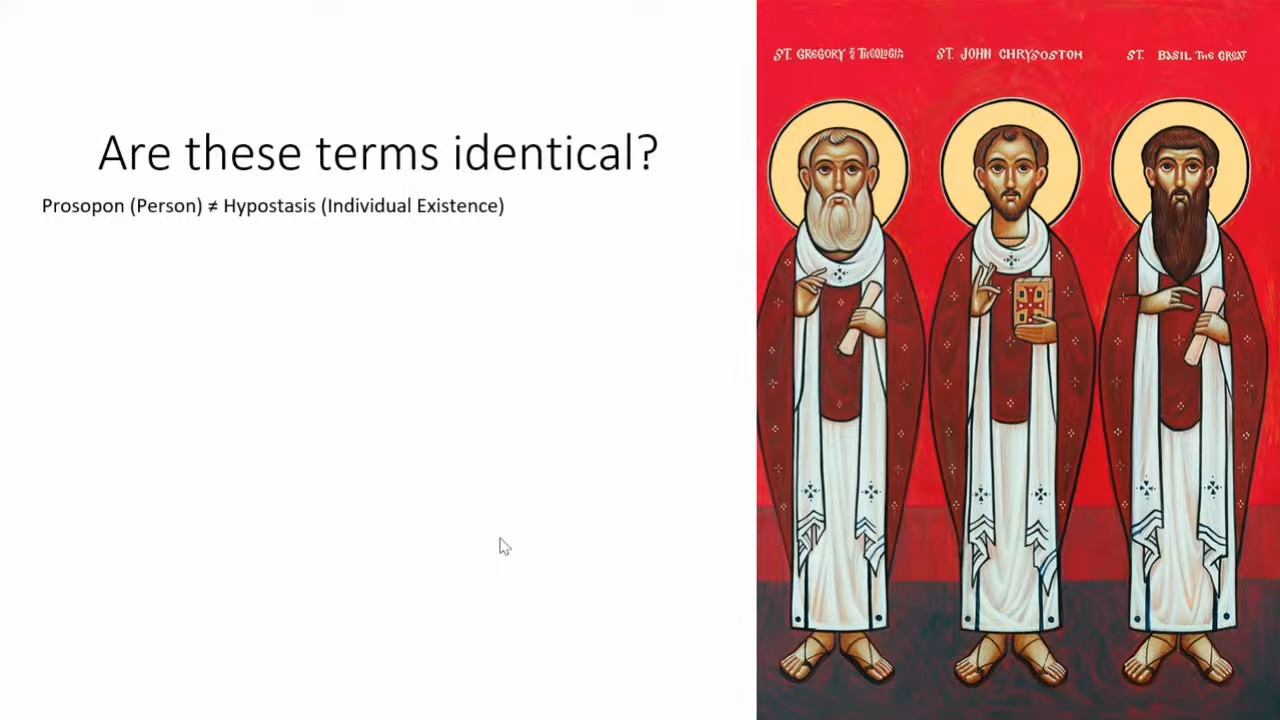 Are these terms identical?
Prosopon (Person) ≠ Hypostasis (Individual Existence)
ST. GREGORY THE THEOLOGIA
ST. JOHN CHRYSOSTOM
ST. BASIL THE GREAT